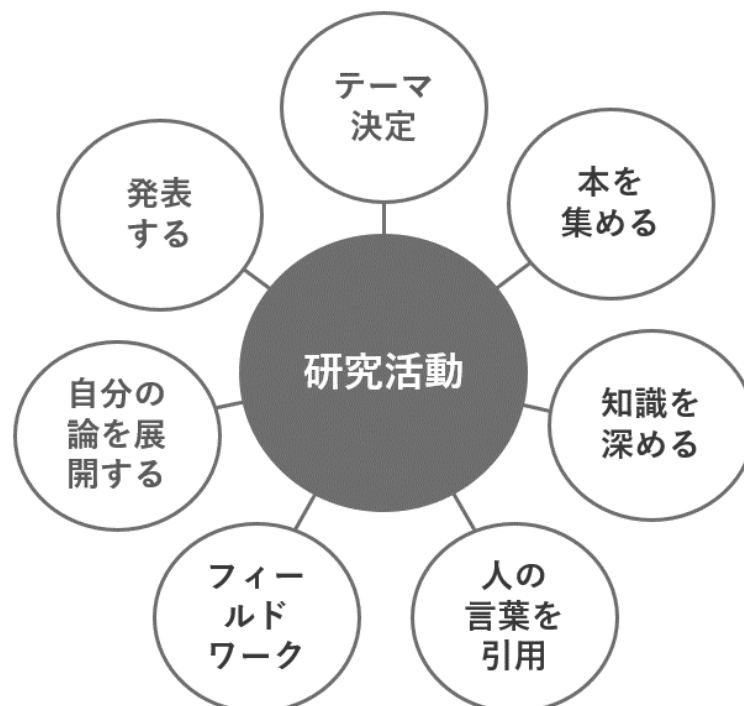 テーマ
決定
本を
集める
知識を
深める
人の
言葉を
引用
フィー
ルド
ワーク
自分の
論を展
開する
発表
する
研究活動